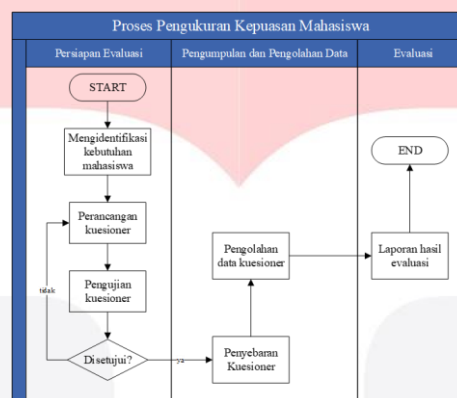 Proses Pengukuran Kepuasan Mahasiswa
Persiapan Evaluasi
Pengumpulan dan Pengolahan Data
Evaluasi
START
Mengidentifikasi
kebutuhan
mahasiswa
Perancangan
kuesioner
Pengujian
kuesioner
tidak
Disetujui?
ya
Penyebaran
Kuesioner
Pengolahan
data kuesioner
Laporan hasil
evaluasi
END